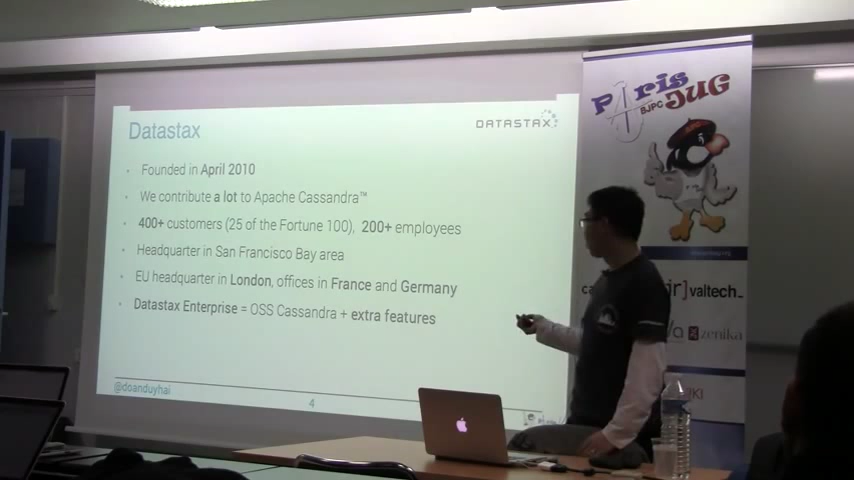 Datastax
DATASTAX
Founded in April 2010
We contribute a lot to Apache Cassandra™
400+ customers (25 of the Fortune 100), 200+ employees
Headquarter in San Francisco Bay area
EU headquarter in London, offices in France and Germany
Datastax Enterprise = OSS Cassandra + extra features
@doanduyhai
4
Paris
BJPC JUG
valtech
zenika